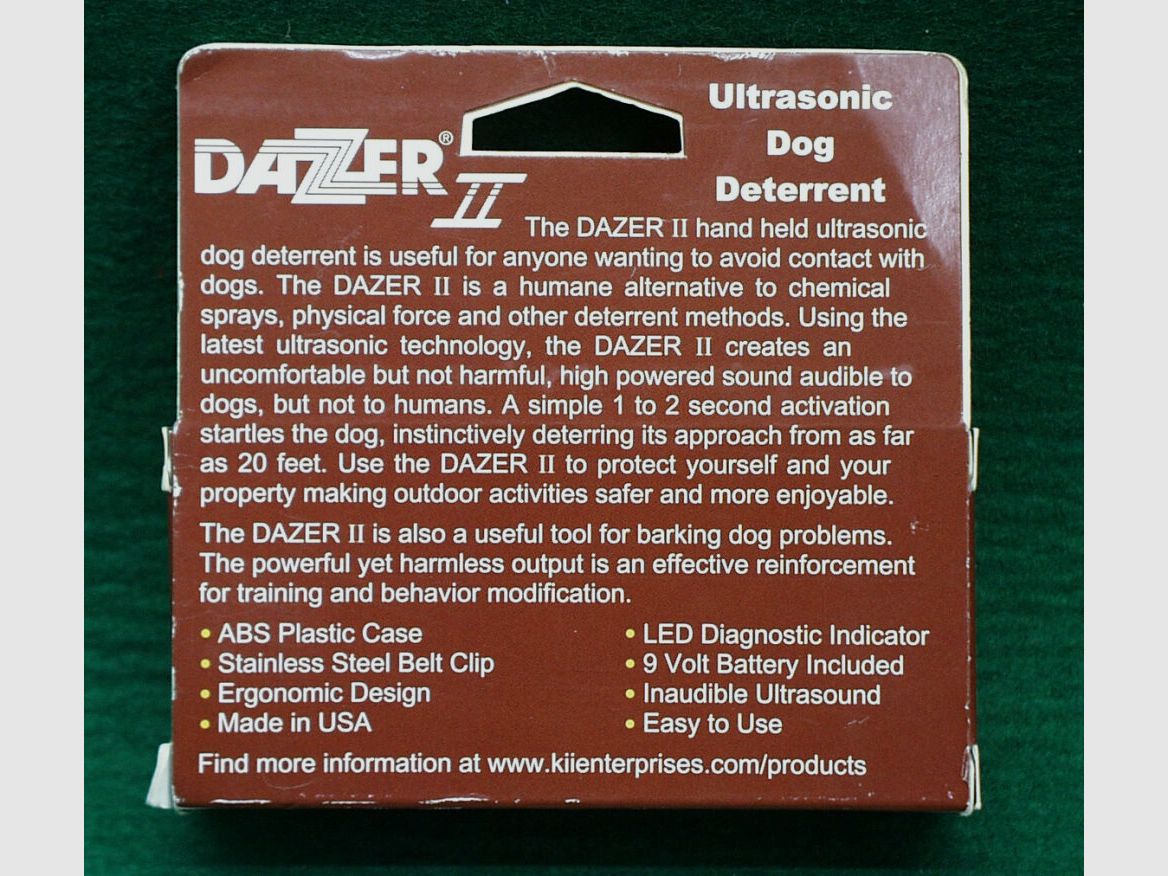 Ultrasonic
Dog
Deterrent
DAZER® II
The DAZER II hand held ultrasonic
dog deterrent is useful for anyone wanting to avoid contact with
dogs. The DAZER II is a humane alternative to chemical
sprays, physical force and other deterrent methods. Using the
latest ultrasonic technology, the DAZER II creates an
uncomfortable but not harmful, high powered sound audible to
dogs, but not to humans. A simple 1 to 2 second activation
startles the dog, instinctively deterring its approach from as far
as 20 feet. Use the DAZER II to protect yourself and your
property making outdoor activities safer and more enjoyable.
The DAZER II is also a useful tool for barking dog problems.
The powerful yet harmless output is an effective reinforcement
for training and behavior modification.
• ABS Plastic Case
• Stainless Steel Belt Clip
• Ergonomic Design
• Made in USA
• LED Diagnostic Indicator
• 9 Volt Battery Included
• Inaudible Ultrasound
• Easy to Use
Find more information at www.kiienterprises.com/products